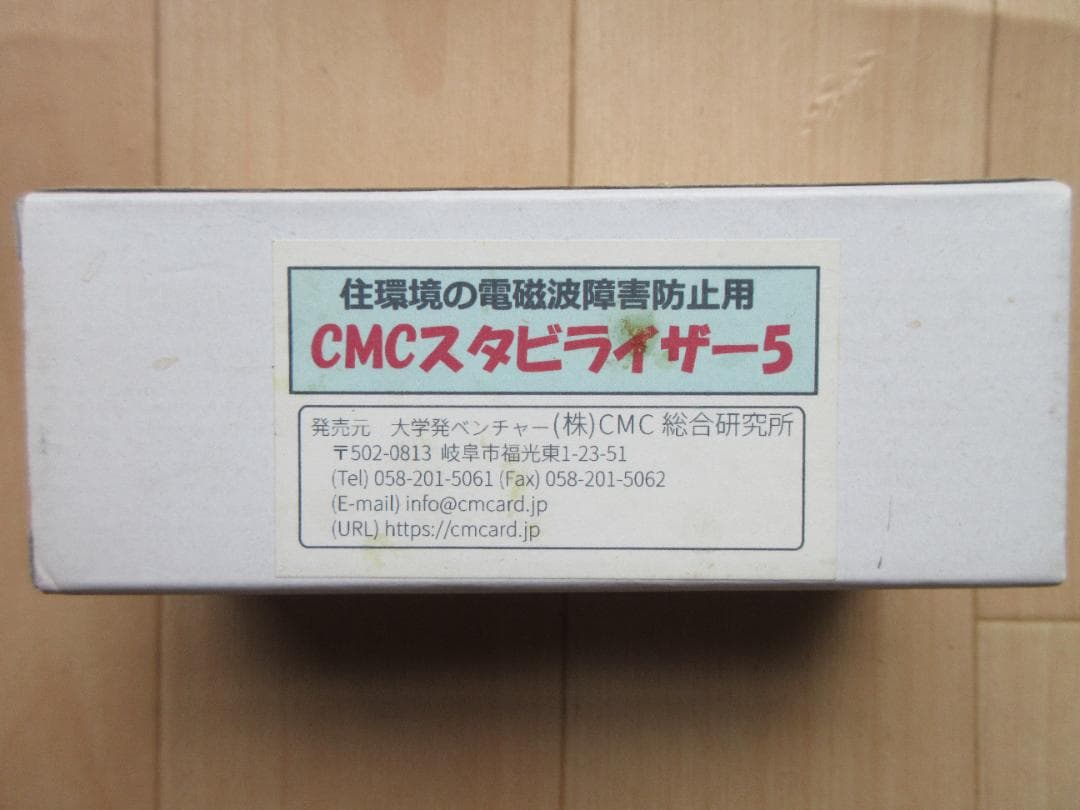 住環境の電磁波障害防止用
CMCスタビライザー5
発売元　大学発ベンチャー(株)CMC 総合研究所
〒502-0813 岐阜市福光東1-23-51
(Tel) 058-201-5061 (Fax) 058-201-5062
(E-mail) info@cmcard.jp
(URL) https://cmcard.jp